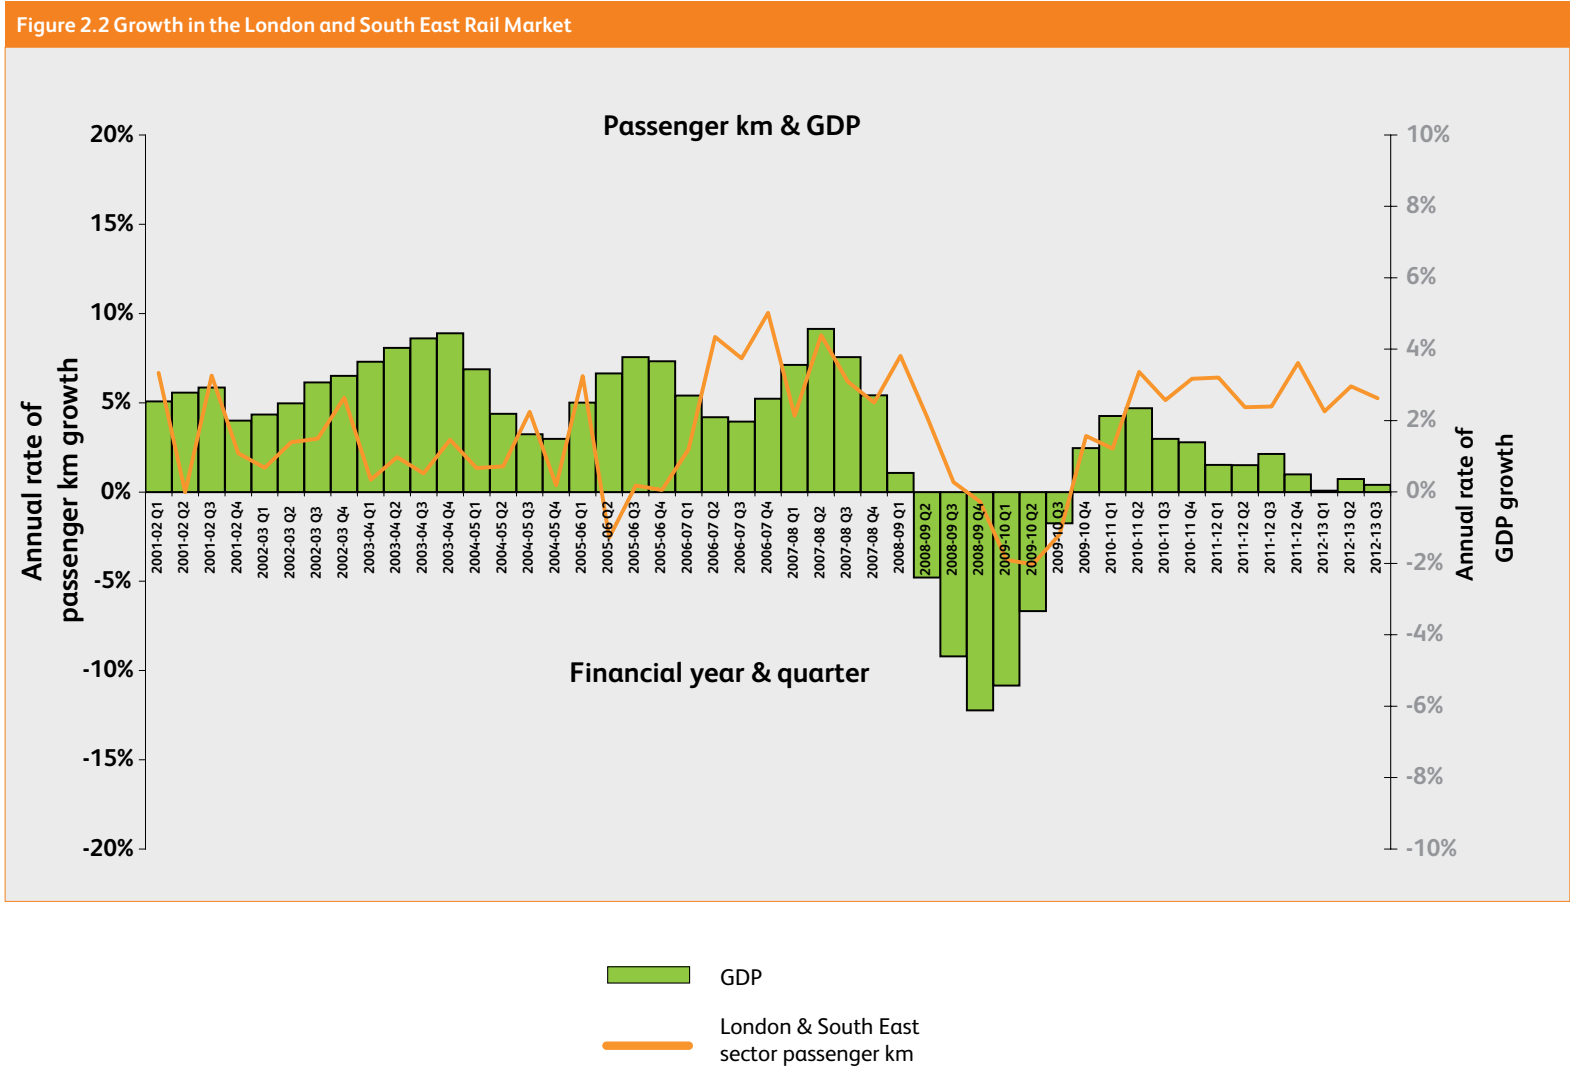 Figure 2.2 Growth in the London and South East Rail Market
Passenger km & GDP
20%
15%
10%
5%
0%
-5%
-10%
-15%
-20%
Annual rate of
passenger km growth
10%
8%
6%
4%
2%
0%
-2%
-4%
-6%
-8%
-10%
Annual rate of
GDP growth
2001-02 Q1
2001-02 Q2
2001-02 Q3
2001-02 Q4
2002-03 Q1
2002-03 Q2
2002-03 Q3
2002-03 Q4
2003-04 Q1
2003-04 Q2
2003-04 Q3
2003-04 Q4
2004-05 Q1
2004-05 Q2
2004-05 Q3
2004-05 Q4
2005-06 Q1
2005-06 Q2
2005-06 Q3
2005-06 Q4
2006-07 Q1
2006-07 Q2
2006-07 Q3
2006-07 Q4
2007-08 Q1
2007-08 Q2
2007-08 Q3
2007-08 Q4
2008-09 Q1
2008-09 Q2
2008-09 Q3
2008-09 Q4
2009-10 Q1
2009-10 Q2
2009-10 Q3
2009-10 Q4
2010-11 Q1
2010-11 Q2
2010-11 Q3
2010-11 Q4
2011-12 Q1
2011-12 Q2
2011-12 Q3
2011-12 Q4
2012-13 Q1
2012-13 Q2
2012-13 Q3
Financial year & quarter
GDP
London & South East
sector passenger km